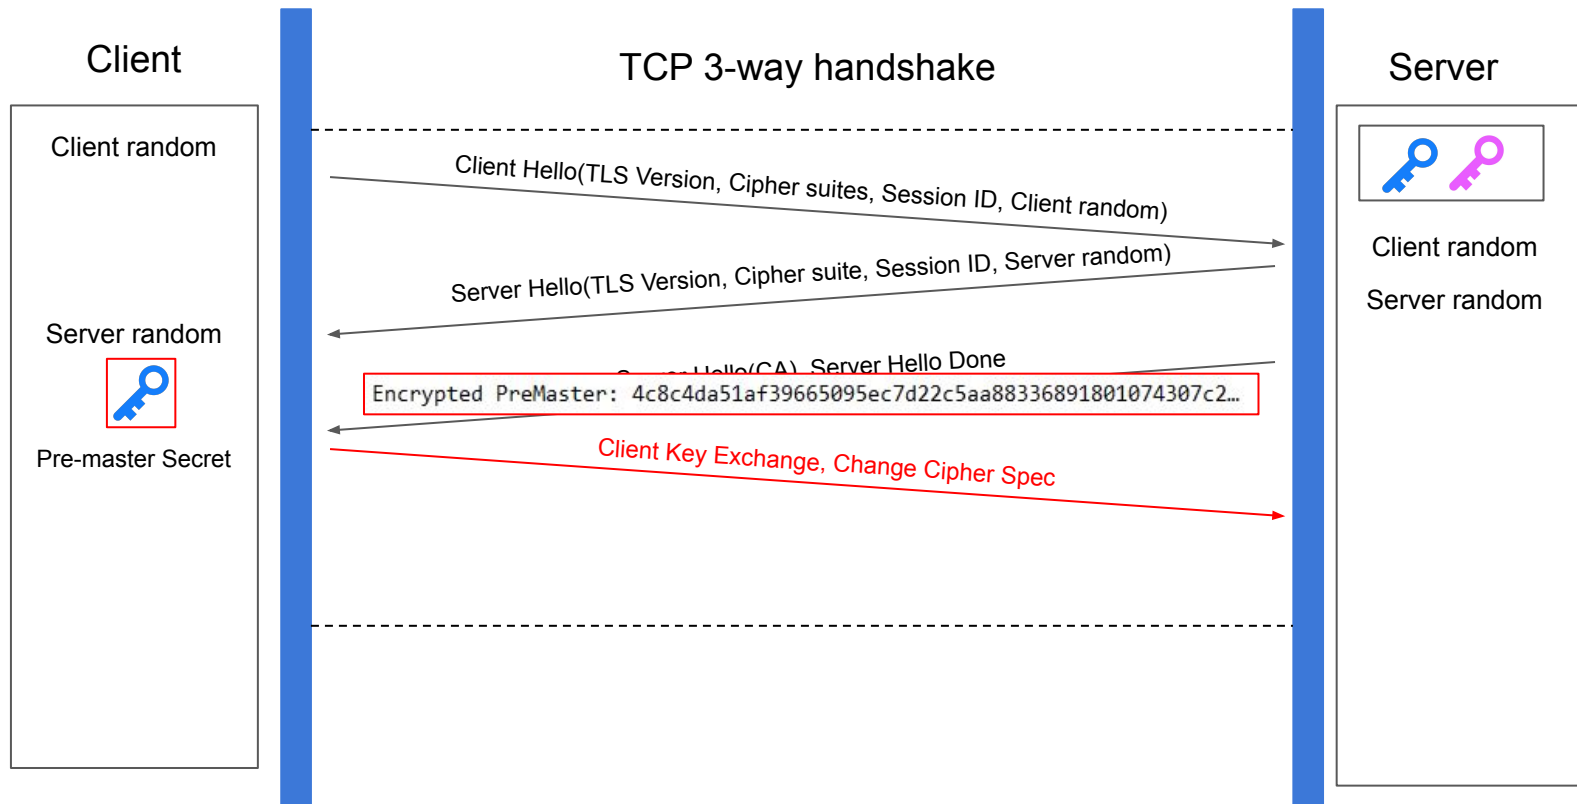 Client
TCP 3-way handshake
Server
Client random
Client Hello(TLS Version, Cipher suites, Session ID, Client random)
Client random
Server Hello(TLS Version, Cipher suite, Session ID, Server random)
Server random
Server random
Hello(CA), Server Hello Done
Encrypted PreMaster: 4c8c4da51af39665095ec7d22c5aa88336891801074307c2…
Pre-master Secret
Client Key Exchange, Change Cipher Spec